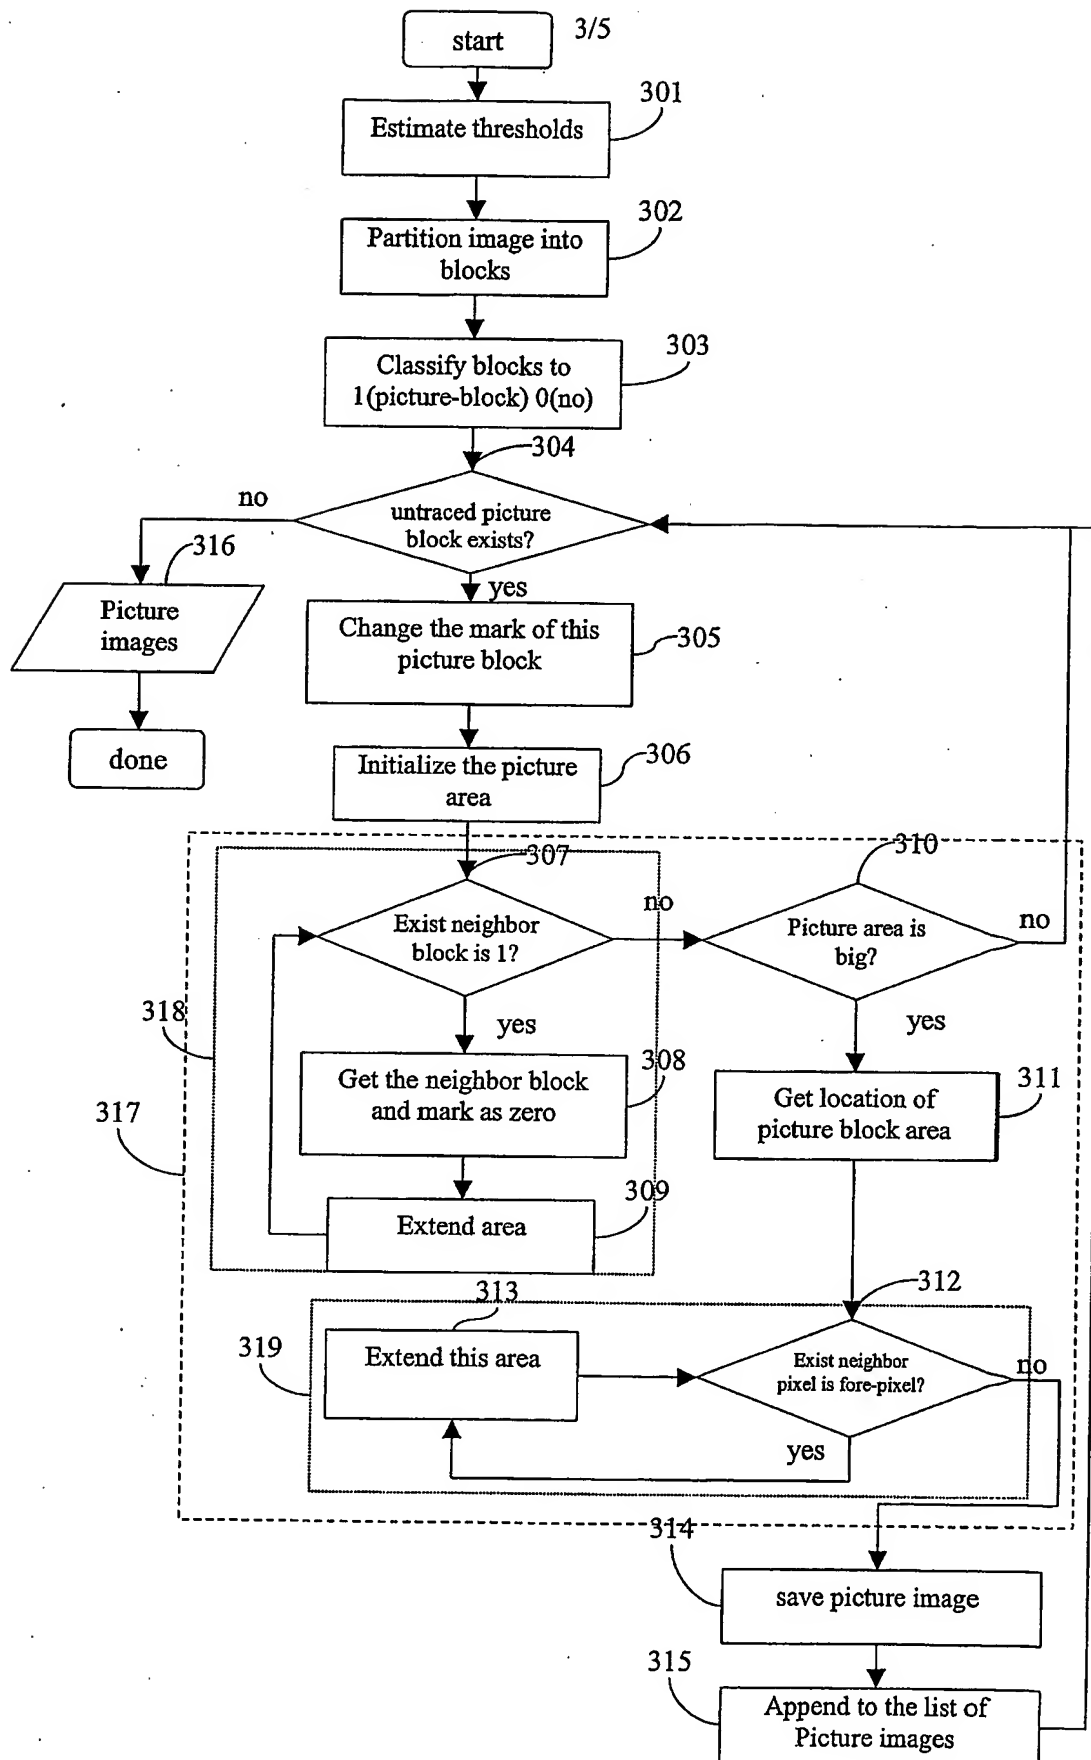 3/5
start
301
Estimate thresholds
302
Partition image into
blocks
303
Classify blocks to
1(picture-block) 0(no)
304
no
untraced picture
block exists?
316
yes
Picture
images
Change the mark of this
picture block
305
done
306
Initialize the picture
area
307
310
no
Exist neighbor
block is 1?
Picture area is
big?
no
318
yes
yes
308
Get the neighbor block
and mark as zero
311
Get location of
picture block area
317
309
Extend area
312
313
319
Extend this area
Exist neighbor
pixel is fore-pixel?
no
yes
314
save picture image
315
Append to the list of
Picture images